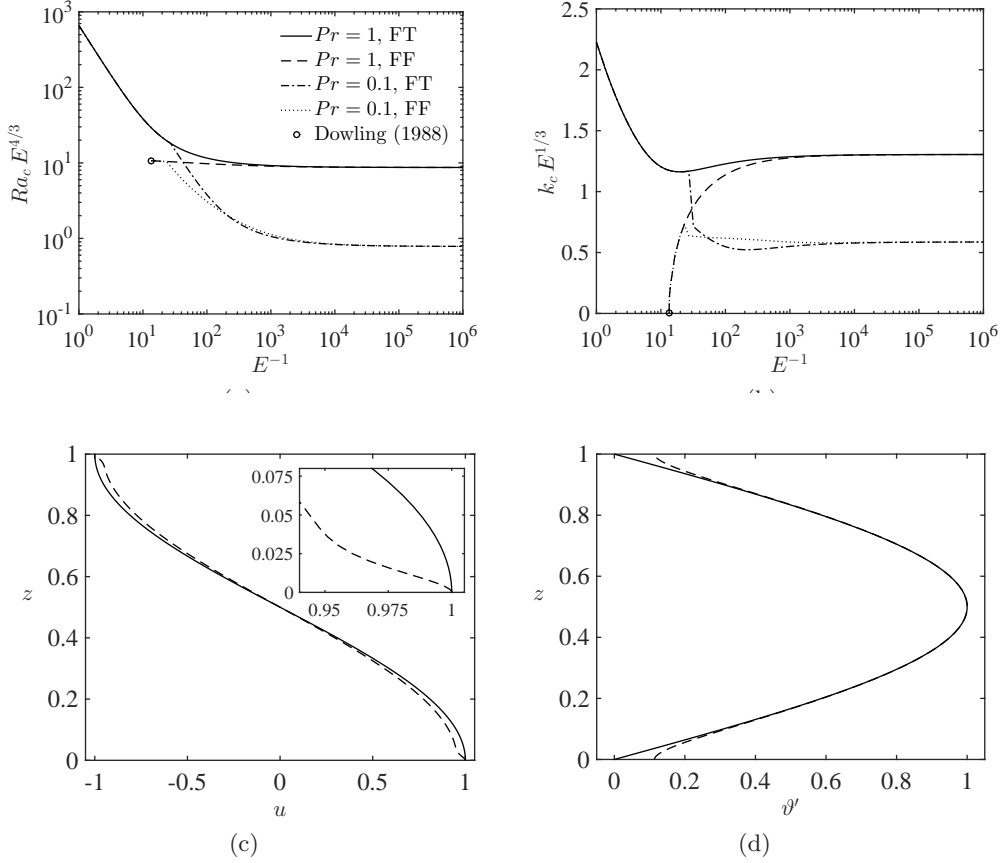 10^3
10^2
10^1
10^0
10^{-1}
Ra_c E^{4/3}
Pr = 1, FT
Pr = 1, FF
Pr = 0.1, FT
Pr = 0.1, FF
Dowling (1988)
10^0 10^1 10^2 10^3 10^4 10^5 10^6
E^{-1}
2.5
2
1.5
1
0.5
0
k_c E^{1/3}
10^0 10^1 10^2 10^3 10^4 10^5 10^6
E^{-1}
1
0.8
0.6
0.4
0.2
0
z
0.075
0.05
0.025
0
0.95 0.975 1
-1 -0.5 0 0.5 1
u
(c)
1
0.8
0.6
0.4
0.2
0
z
0 0.2 0.4 0.6 0.8 1
ϑ′
(d)